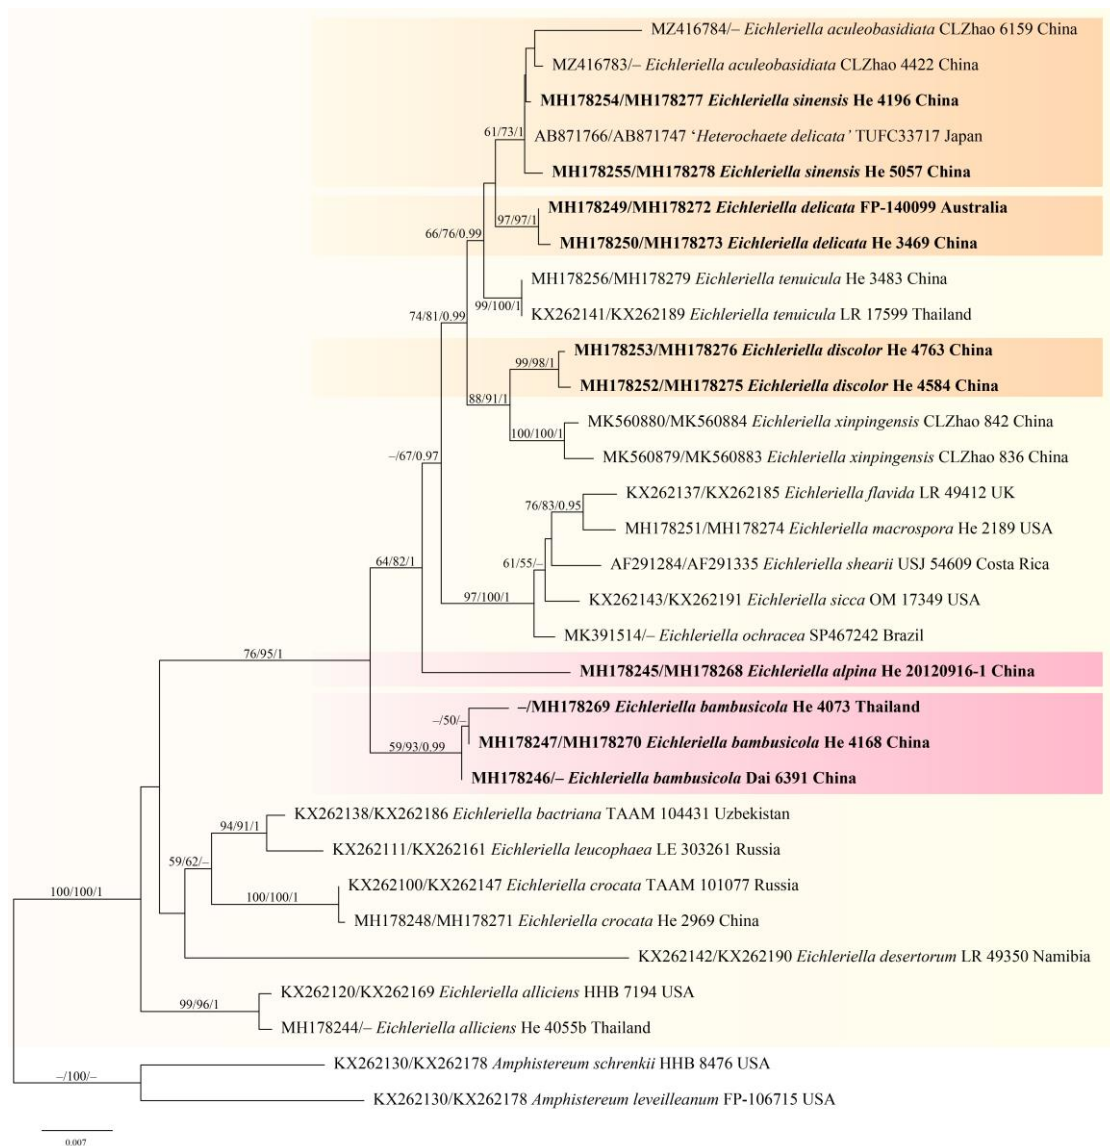 MZ416784/– Eichleriella aculeobasidiata CLZhao 6159 China
MZ416783/– Eichleriella aculeobasidiata CLZhao 4422 China
MH178254/MH178277 Eichleriella sinensis He 4196 China
61/73/1
AB871766/AB871747 ‘Heterochaete delicata’ TUFC33717 Japan
MH178255/MH178278 Eichleriella sinensis He 5057 China
MH178249/MH178272 Eichleriella delicata FP-140099 Australia
97/97/1
66/76/0.99
MH178250/MH178273 Eichleriella delicata He 3469 China
MH178256/MH178279 Eichleriella tenuicula He 3483 China
99/100/1
74/81/0.99
KX262141/KX262189 Eichleriella tenuicula LR 17599 Thailand
MH178253/MH178276 Eichleriella discolor He 4763 China
99/98/1
MH178252/MH178275 Eichleriella discolor He 4584 China
88/91/1
MK560880/MK560884 Eichleriella xinpingensis CLZhao 842 China
100/100/1
–/67/0.97
MK560879/MK560883 Eichleriella xinpingensis CLZhao 836 China
KX262137/KX262185 Eichleriella flavida LR 49412 UK
76/83/0.95
MH178251/MH178274 Eichleriella macrospora He 2189 USA
61/55/–
64/82/1
AF291284/AF291335 Eichleriella shearii USJ 54609 Costa Rica
97/100/1
KX262143/KX262191 Eichleriella sicca OM 17349 USA
MK391514/– Eichleriella ochracea SP467242 Brazil
76/95/1
MH178245/MH178268 Eichleriella alpina He 20120916-1 China
–/MH178269 Eichleriella bambusicola He 4073 Thailand
–/50/–
59/93/0.99
MH178247/MH178270 Eichleriella bambusicola He 4168 China
MH178246/– Eichleriella bambusicola Dai 6391 China
KX262138/KX262186 Eichleriella bactriana TAAM 104431 Uzbekistan
94/91/1
KX262111/KX262161 Eichleriella leucophaea LE 303261 Russia
59/62/–
KX262100/KX262147 Eichleriella crocata TAAM 101077 Russia
100/100/1
100/100/1
MH178248/MH178271 Eichleriella crocata He 2969 China
KX262142/KX262190 Eichleriella desertorum LR 49350 Namibia
KX262120/KX262169 Eichleriella alliciens HHB 7194 USA
99/96/1
MH178244/– Eichleriella alliciens He 4055b Thailand
KX262130/KX262178 Amphistereum schrenkii HHB 8476 USA
–/100/–
KX262130/KX262178 Amphistereum leveilleanum FP-106715 USA
0.007